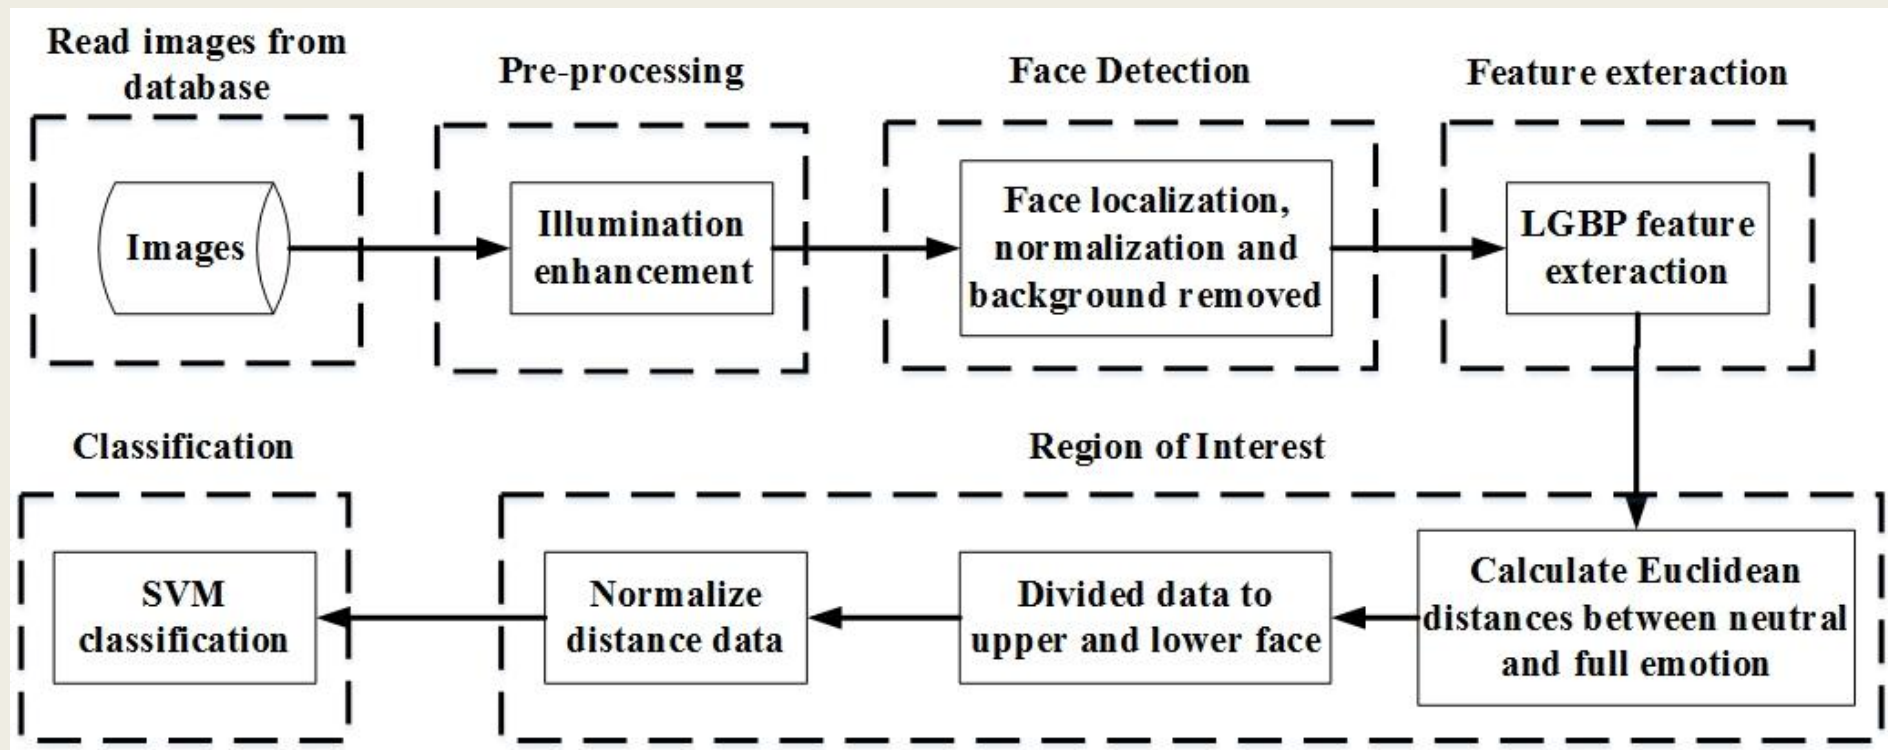 Read images from
database
Pre-processing
Face Detection
Feature exteraction
Images
Illumination
enhancement
Face localization,
normalization and
background removed
LGBP feature
exteraction
Classification
Region of Interest
SVM
classification
Normalize
distance data
Divided data to
upper and lower face
Calculate Euclidean
distances between neutral
and full emotion